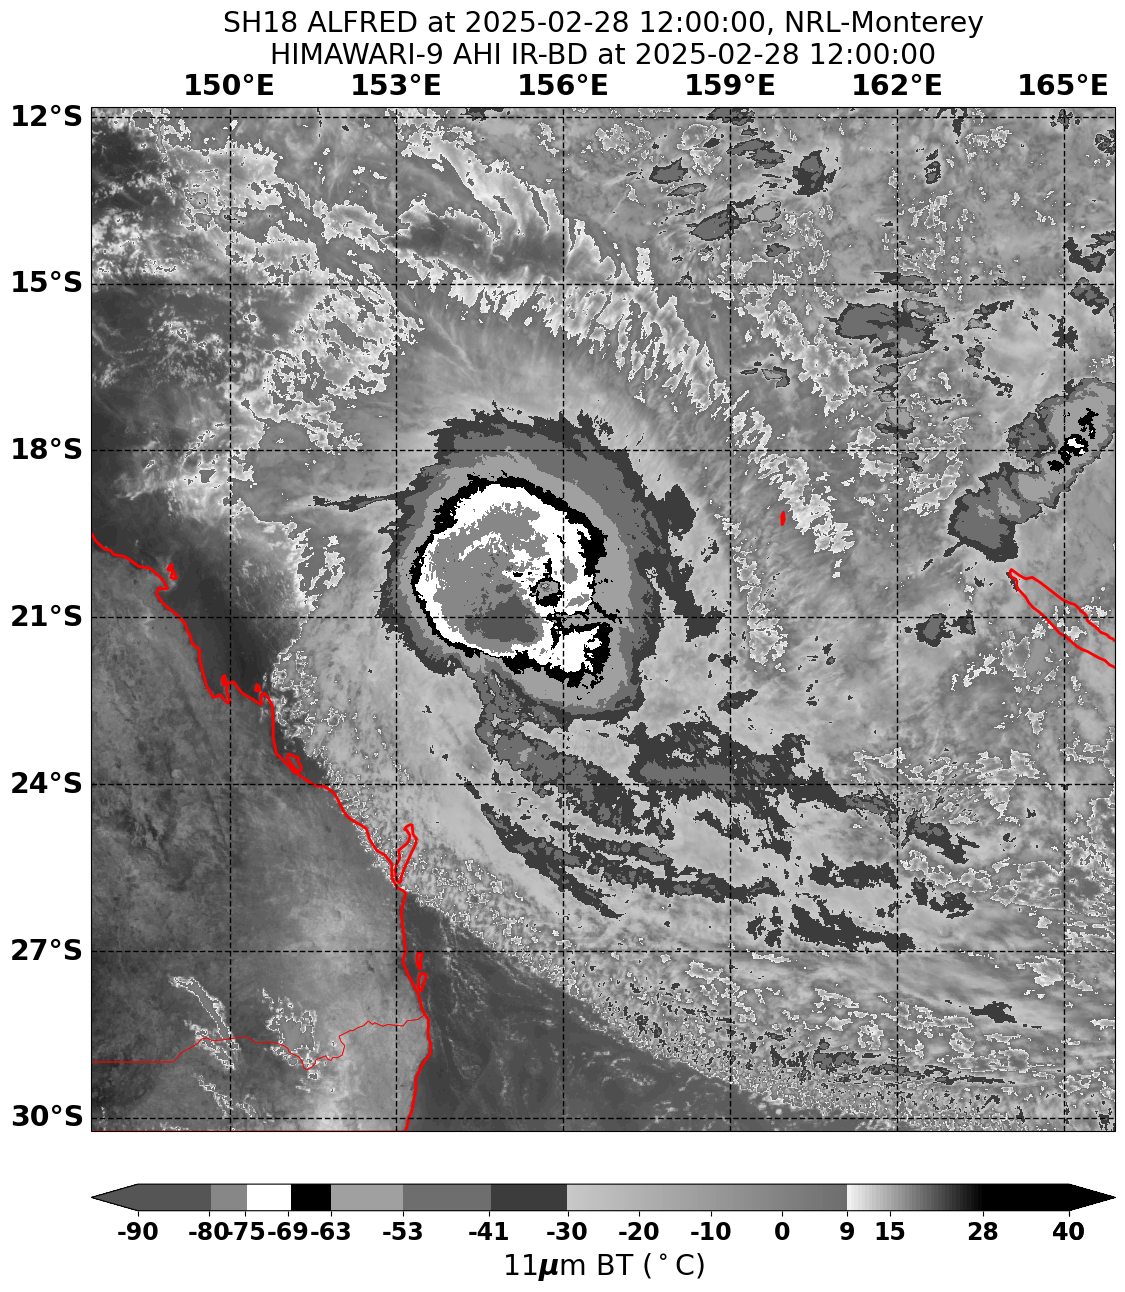 SH18 ALFRED at 2025-02-28 12:00:00, NRL-Monterey
HIMAWARI-9 AHI IR-BD at 2025-02-28 12:00:00
150°E 153°E 156°E 159°E 162°E 165°E
12°S
15°S
18°S
21°S
24°S
27°S
30°S
-90 -80 -75 -69 -63 -53 -41 -30 -20 -10 0 9 15 28 40
11μm BT (°C)